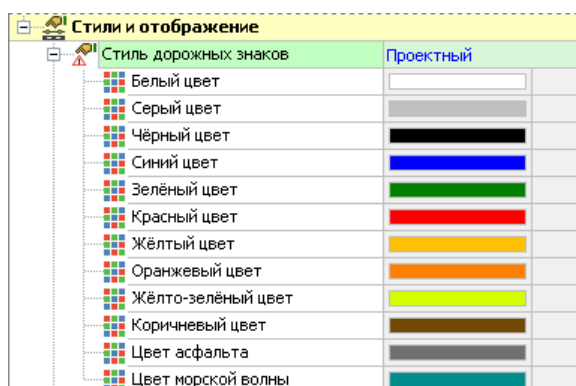 Стили и отображение
Стиль дорожных знаков Проектный
Белый цвет
Серый цвет
Чёрный цвет
Синий цвет
Зелёный цвет
Красный цвет
Жёлтый цвет
Оранжевый цвет
Жёлто-зелёный цвет
Коричневый цвет
Цвет асфальта
Цвет морской волны